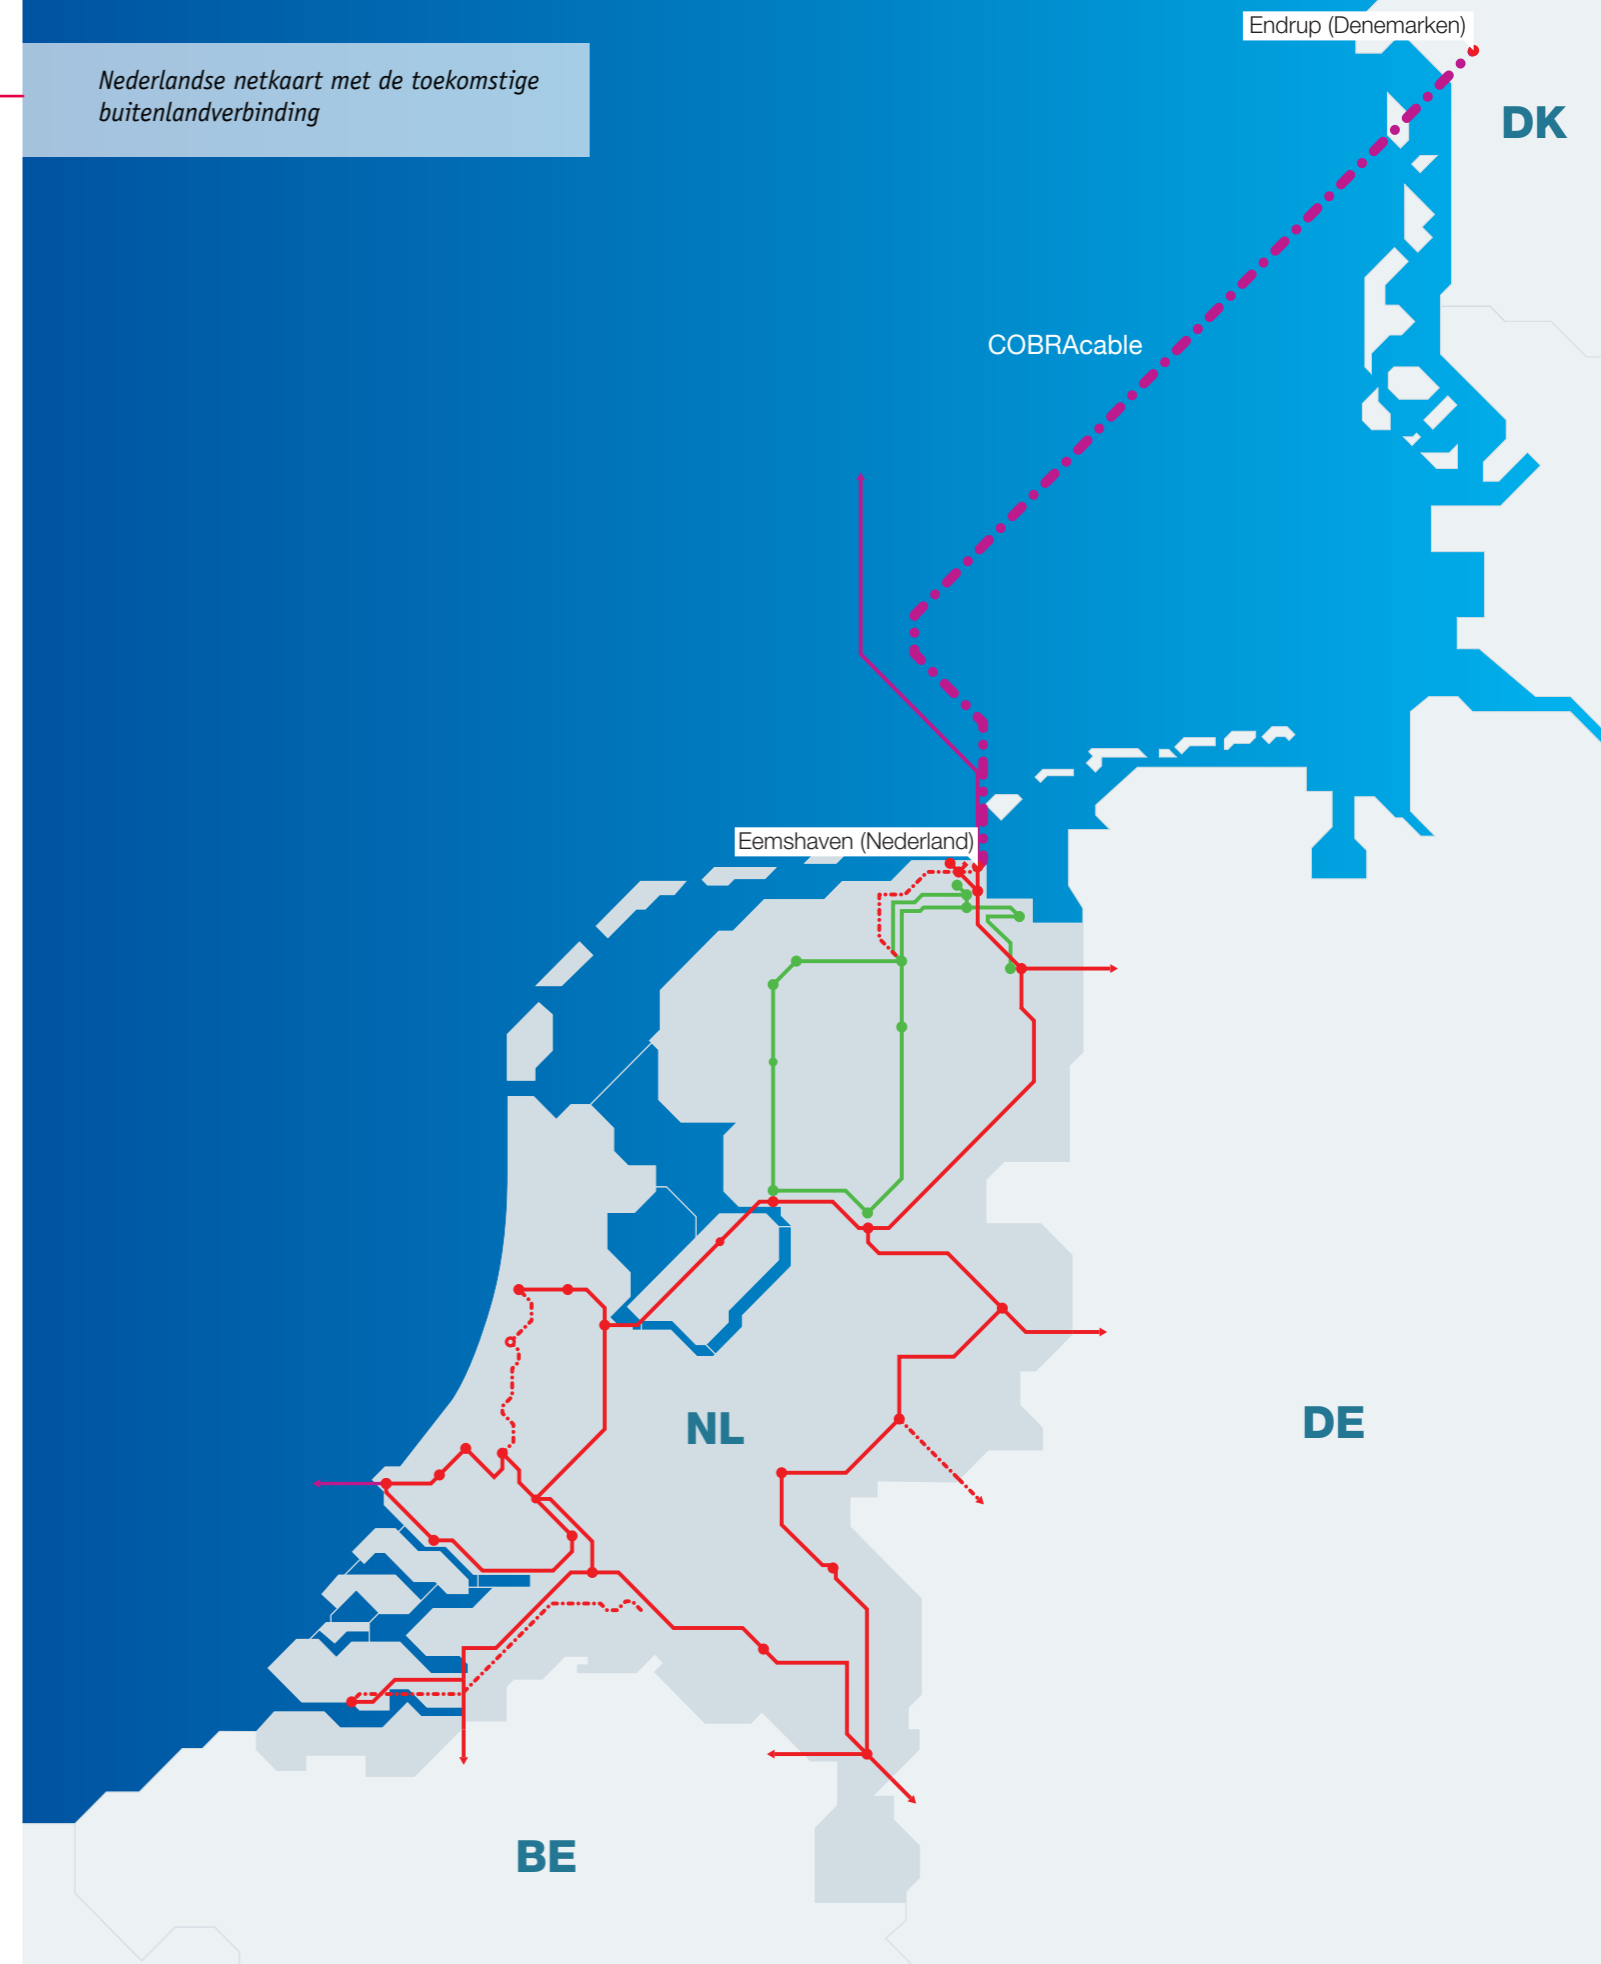 Endrup (Denemarken)
Nederlandse netkaart met de toekomstige
buitenlandverbinding
DK
COBRAcable
Eemshaven (Nederland)
NL
DE
BE